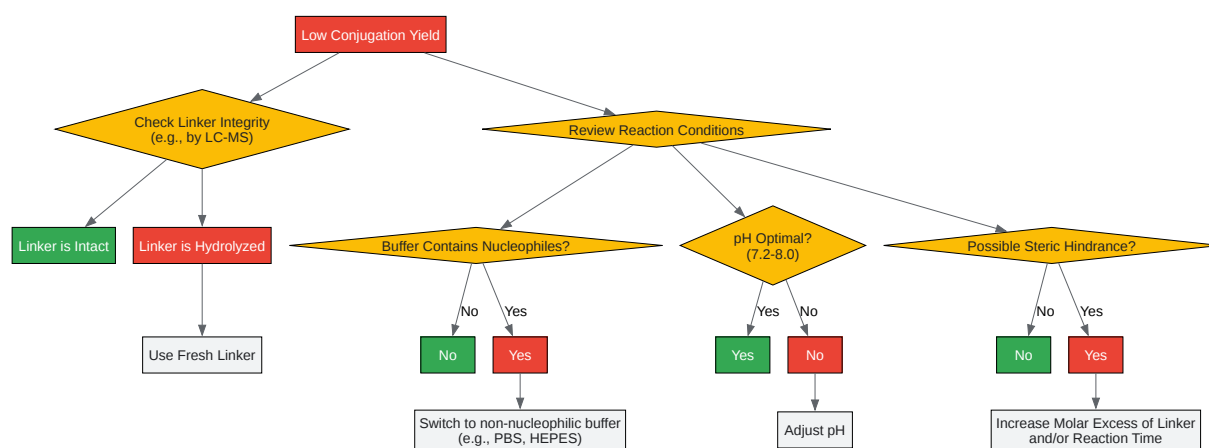 Low Conjugation Yield
Check Linker Integrity
(e.g., by LC-MS)
Review Reaction Conditions
Linker is Intact
Linker is Hydrolyzed
Buffer Contains Nucleophiles?
pH Optimal?
(7.2-8.0)
Possible Steric Hindrance?
No
Yes
Yes
No
No
Yes
Use Fresh Linker
No
Yes
Yes
No
No
Yes
Switch to non-nucleophilic buffer
(e.g., PBS, HEPES)
Adjust pH
Increase Molar Excess of Linker
and/or Reaction Time